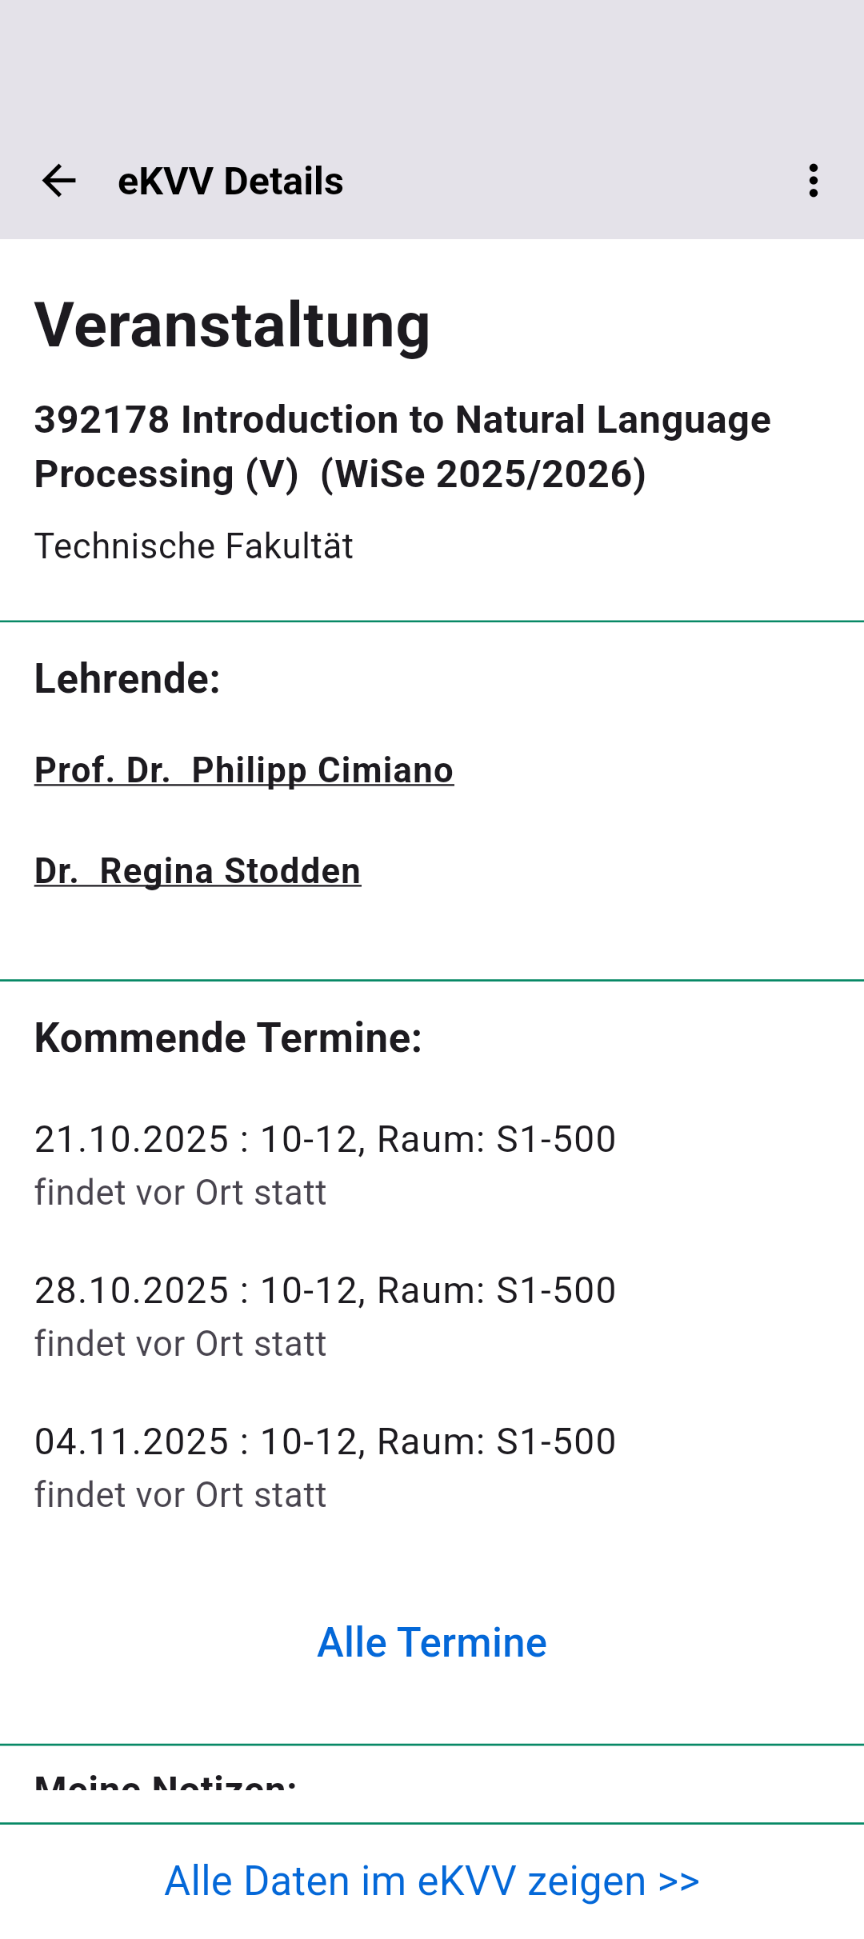 eKVV Details
Veranstaltung
392178 Introduction to Natural Language
Processing (V)  (WiSe 2025/2026)
Technische Fakultät
Lehrende:
Prof. Dr.  Philipp Cimiano
Dr.  Regina Stodden
Kommende Termine:
21.10.2025 : 10-12, Raum: S1-500
findet vor Ort statt
28.10.2025 : 10-12, Raum: S1-500
findet vor Ort statt
04.11.2025 : 10-12, Raum: S1-500
findet vor Ort statt
Alle Termine
Meine Notizen:
Alle Daten im eKVV zeigen >>